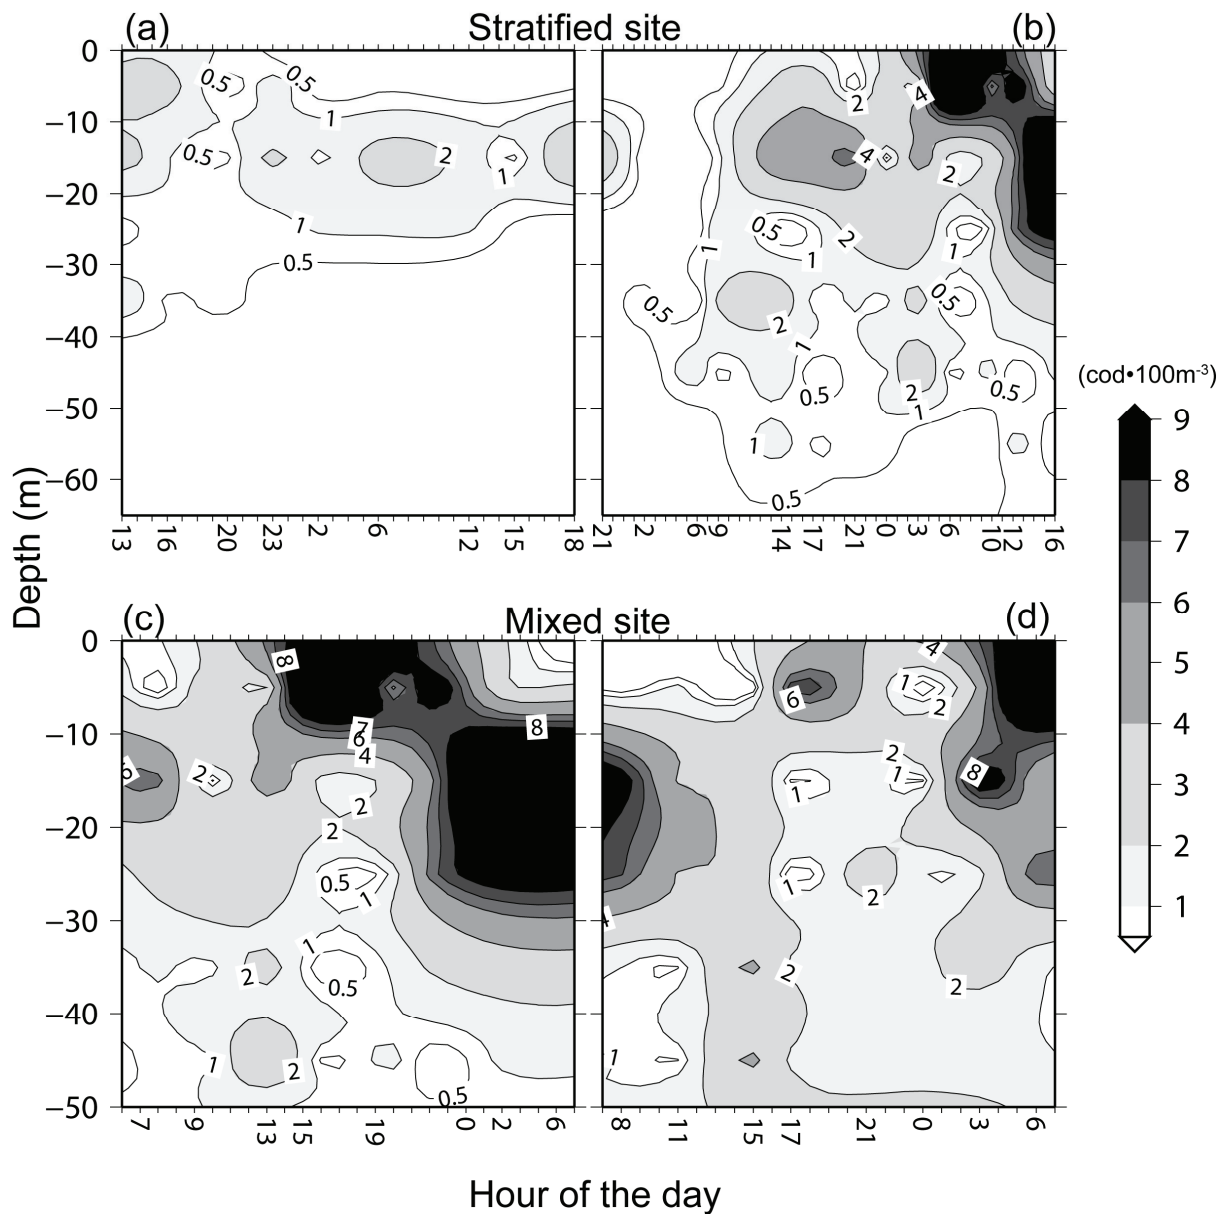 (a) Stratified site (b)
0
−10
−20
−30
−40
−50
−60
0.5 0.5 1 0.5 2 1 1 0.5
2 4 4 2 0.5 2 1 1 1 0.5 0.5 2 1 0.5 2 1 0.5 1 0.5
13 16 20 23 2 6 12 15 18
21 2 6 9 14 17 21 0 3 6 10 12 16
(cod•100m⁻³)
9
8
7
6
5
4
3
2
1
Depth (m)
(c) Mixed site (d)
0
−10
−20
−30
−40
−50
8 8 7 6 4 2 2 2 0.5 1 1 2 0.5 1 2 0.5
4 6 1 2 2 1 8 1 1 2 4 2 2 1
7 9 13 15 19 0 2 6
8 11 15 17 21 0 3 6
Hour of the day